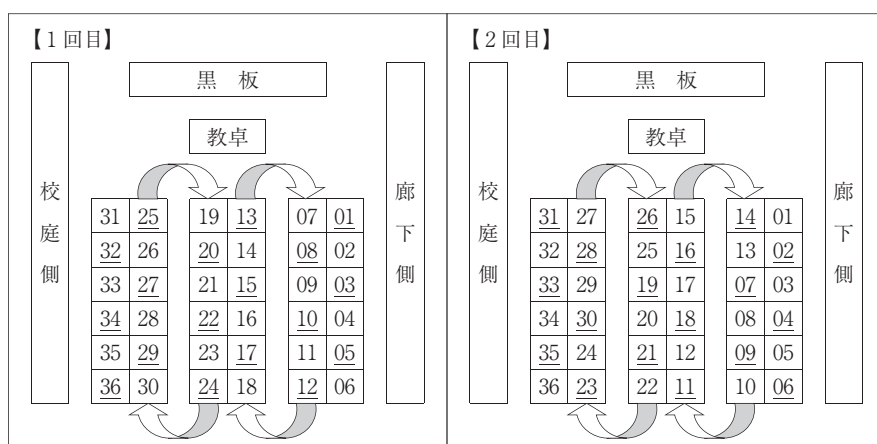 【1回目】
黒 板
教卓
校庭側
廊下側
31 25 19 13 07 01
32 26 20 14 08 02
33 27 21 15 09 03
34 28 22 16 10 04
35 29 23 17 11 05
36 30 24 18 12 06
【2回目】
黒 板
教卓
校庭側
廊下側
31 27 26 15 14 01
32 28 25 16 13 02
33 29 19 17 07 03
34 30 20 18 08 04
35 24 21 12 09 05
36 23 22 11 10 06